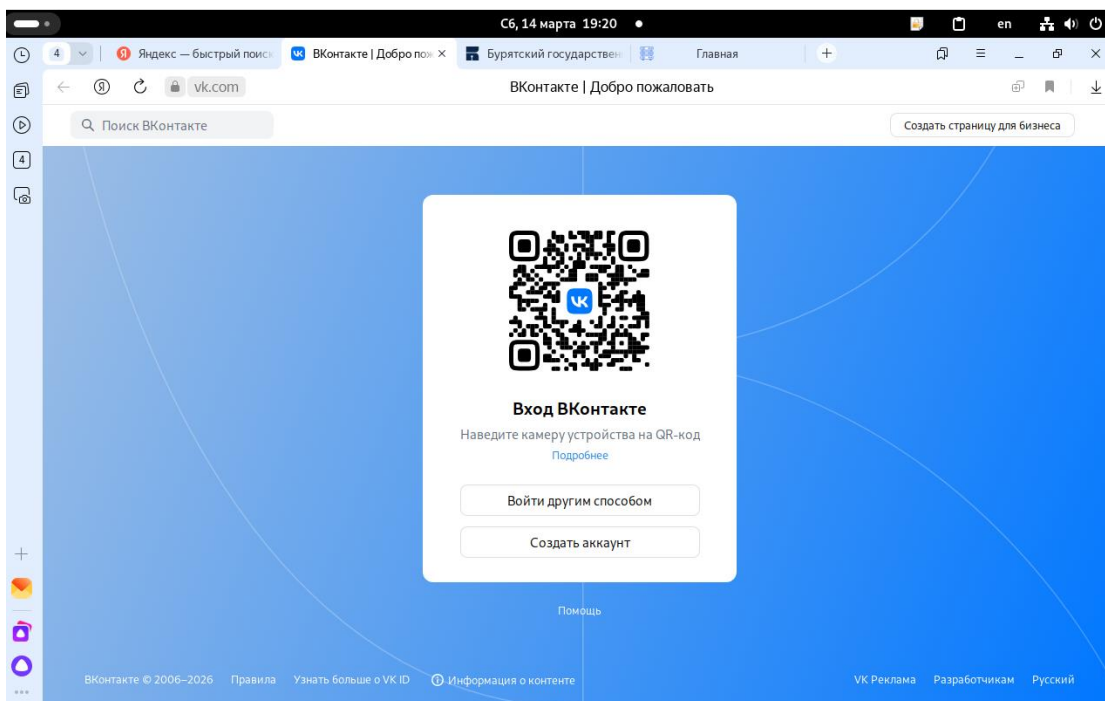 Сб, 14 марта 19:20
en
4
Яндекс — быстрый поиск
ВКонтакте | Добро пож
Бурятский государствен
Главная
vk.com
ВКонтакте | Добро пожаловать
Поиск ВКонтакте
Создать страницу для бизнеса
4
Вход ВКонтакте
Наведите камеру устройства на QR-код
Подробнее
Войти другим способом
Создать аккаунт
Помощь
ВКонтакте © 2006–2026 Правила Узнать больше о VK ID Информация о контенте VK Реклама Разработчикам Русский